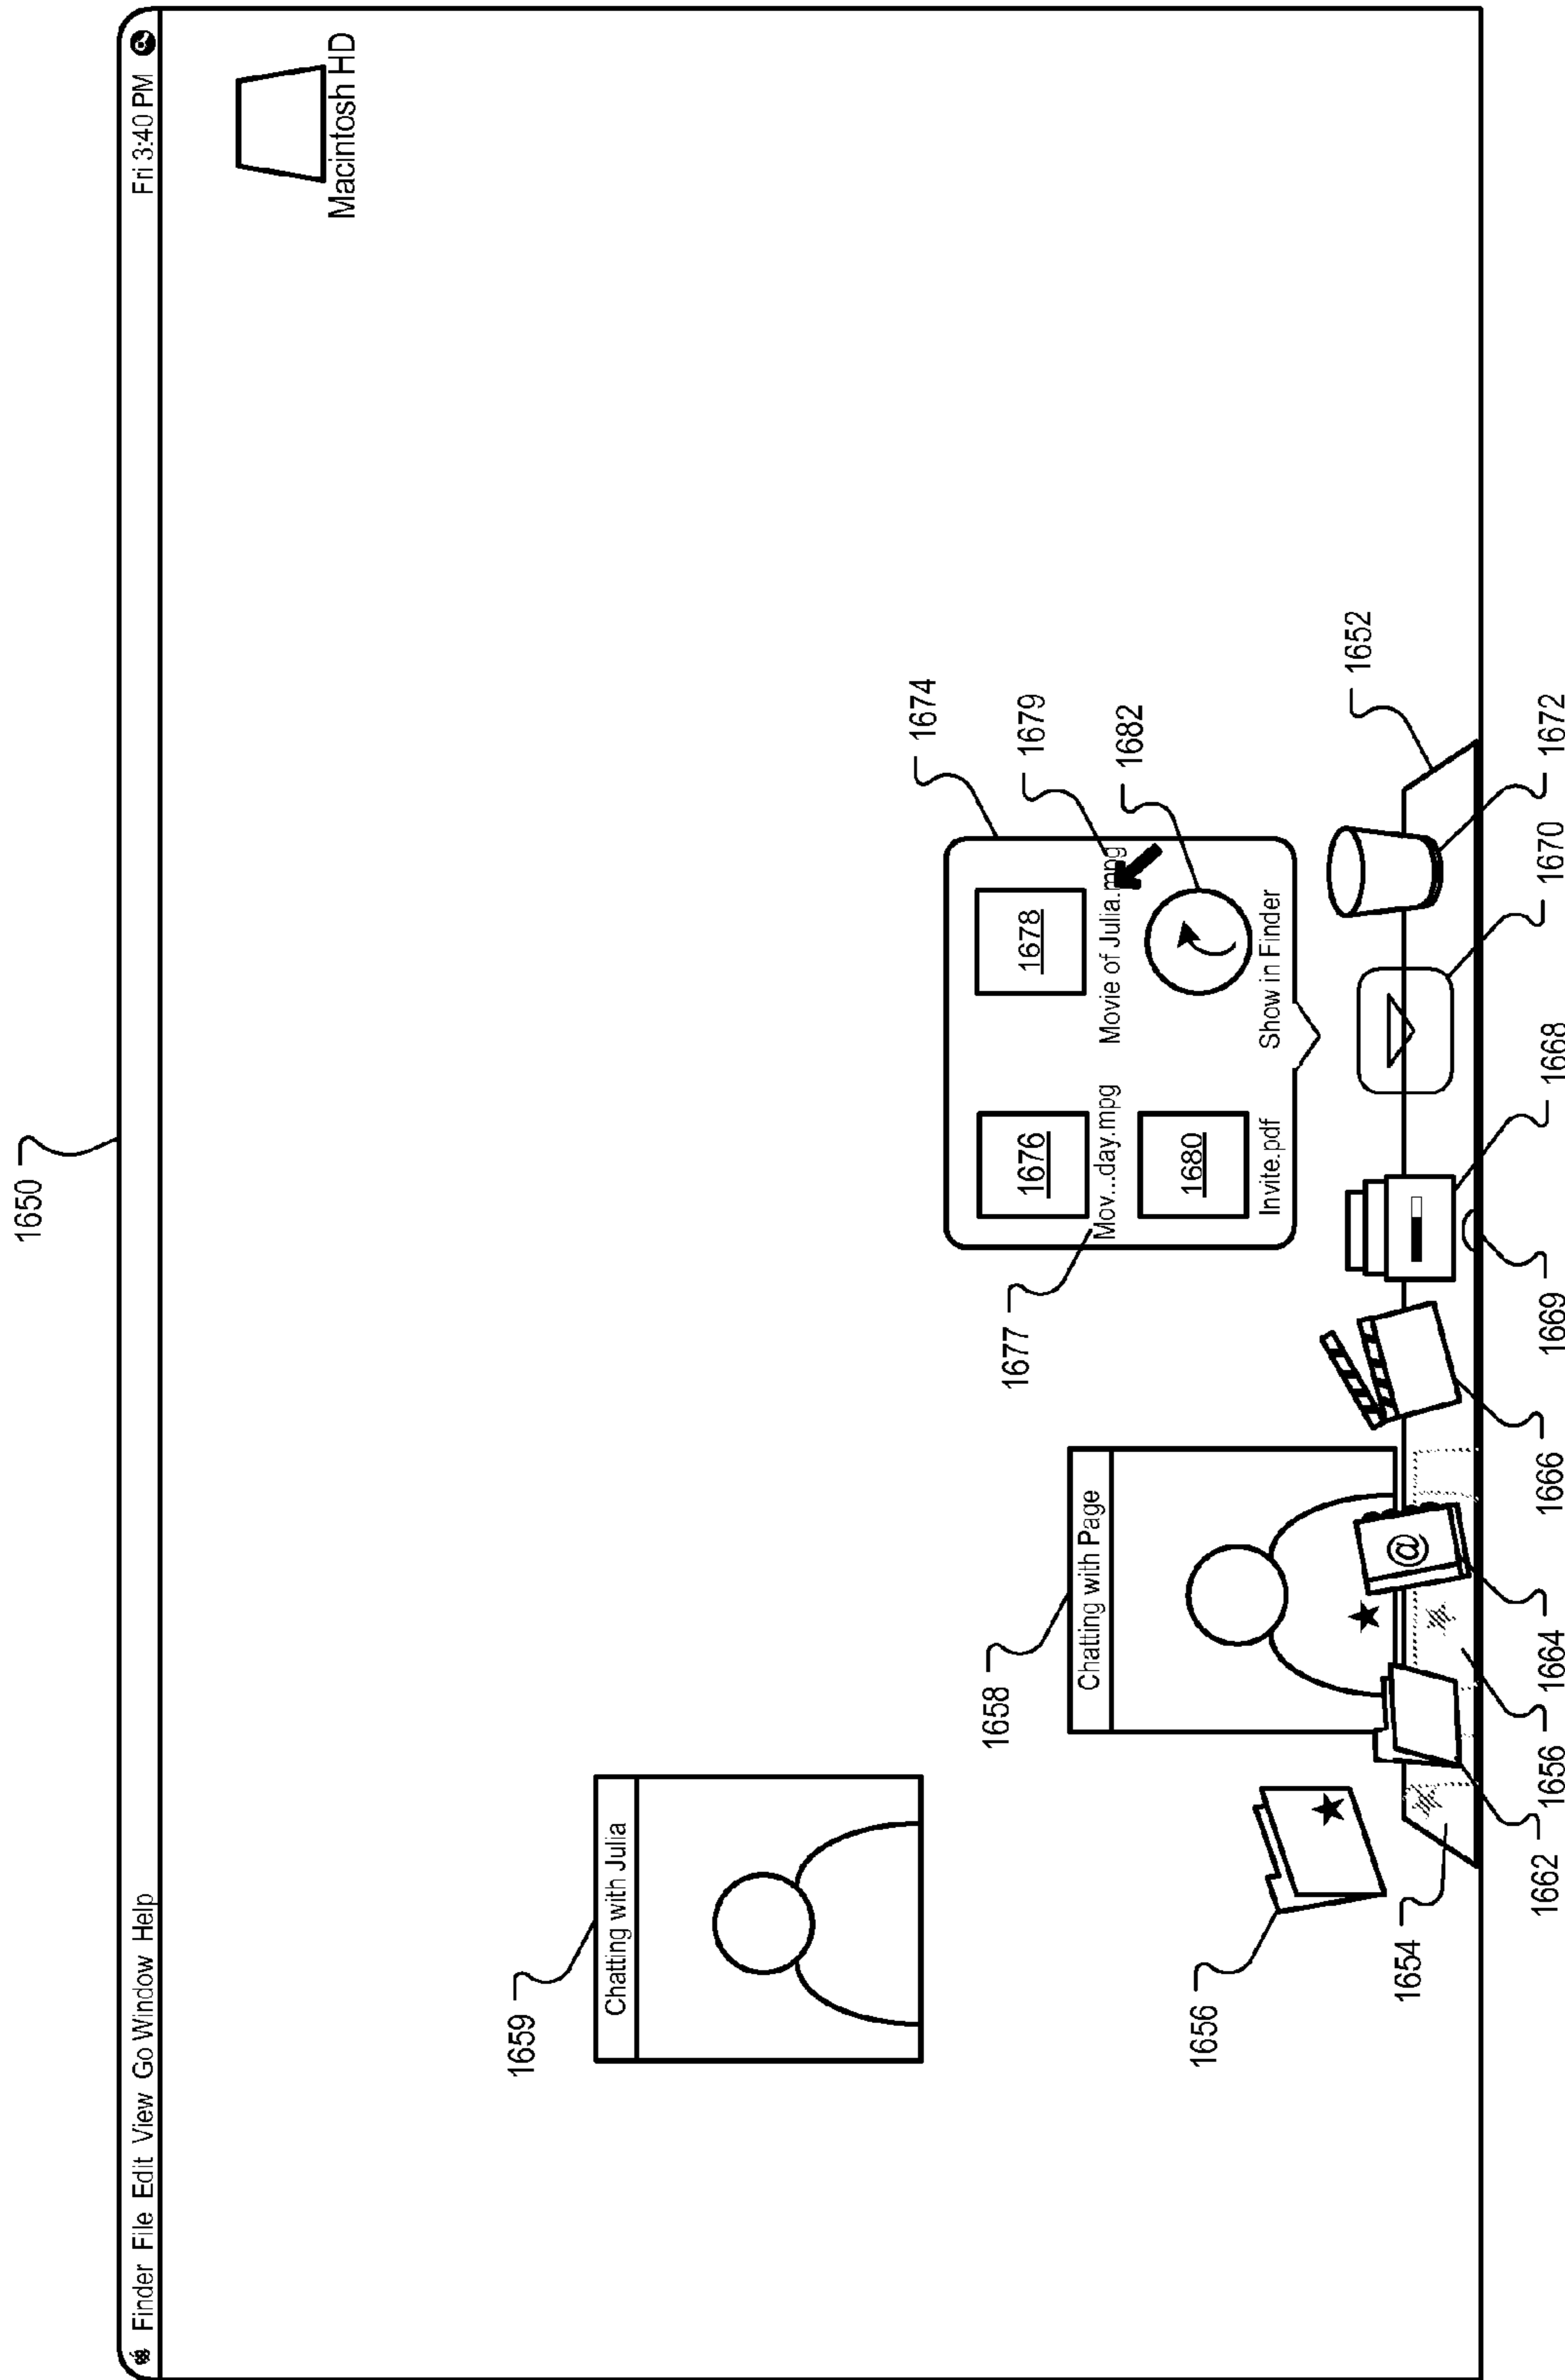 1650
Finder File Edit View Go Window Help
Fri 3:40 PM
Macintosh HD
1659
Chatting with Julia
1674
1679
1682
1677
1676
1678
Mov...day.mpg
Movie of Julia.mpg
1680
Invite.pdf
Show in Finder
1658
Chatting with Page
1656
@
1652
1654
1662
1656
1664
1666
1669
1668
1670
1672